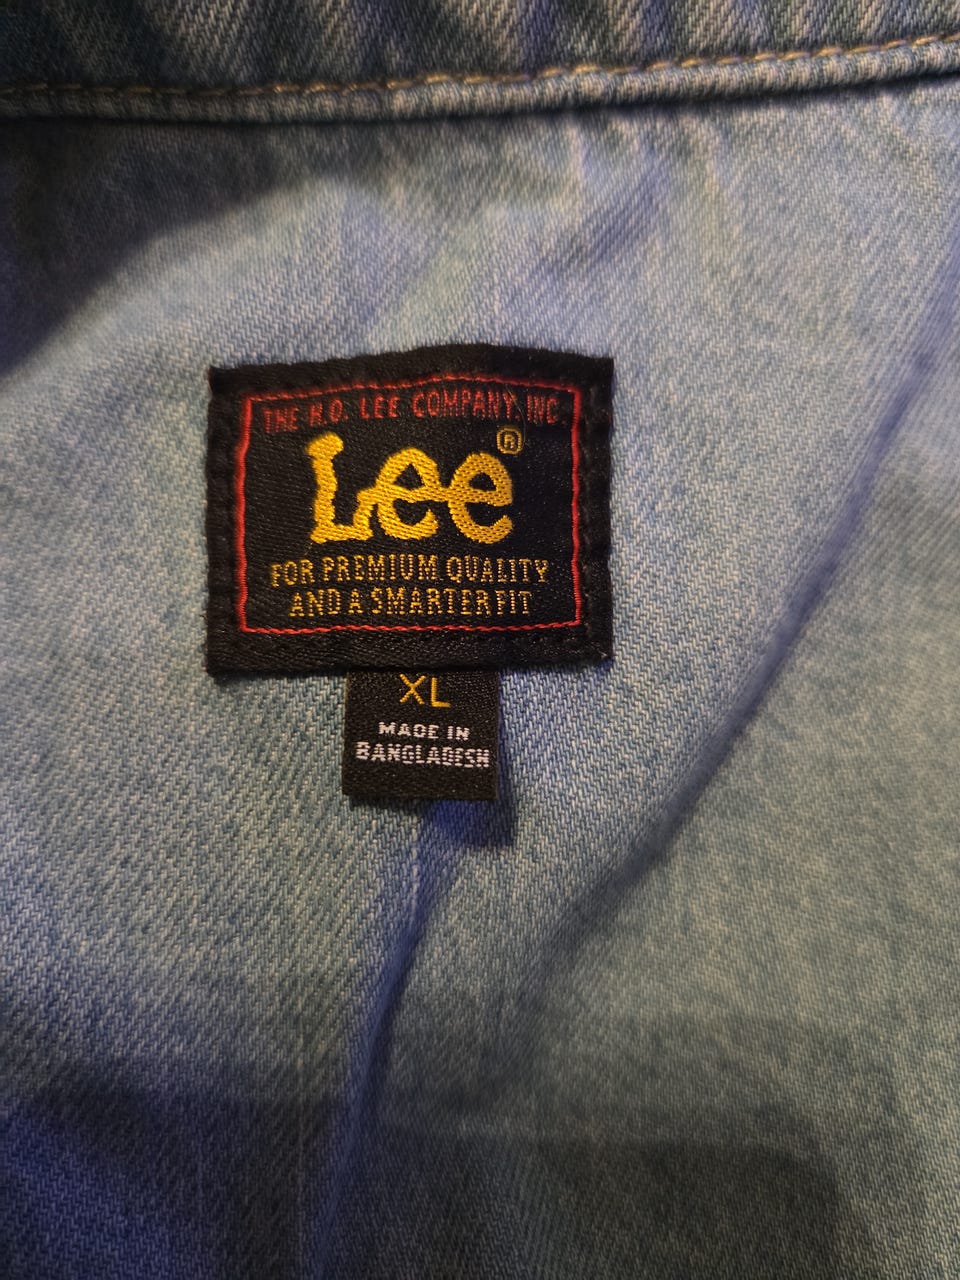 THE H.D. LEE COMPANY, INC.
Lee ®
FOR PREMIUM QUALITY
AND A SMARTER FIT
XL
MADE IN
BANGLADESH